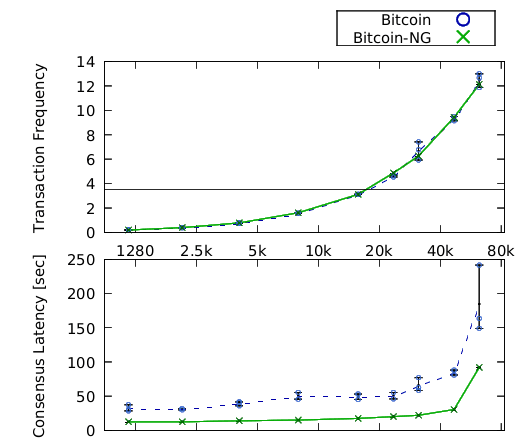 Bitcoin
Bitcoin-NG
Transaction Frequency
14
12
10
8
6
4
2
0
1280 2.5k 5k 10k 20k 40k 80k
Consensus Latency [sec]
250
200
150
100
50
0